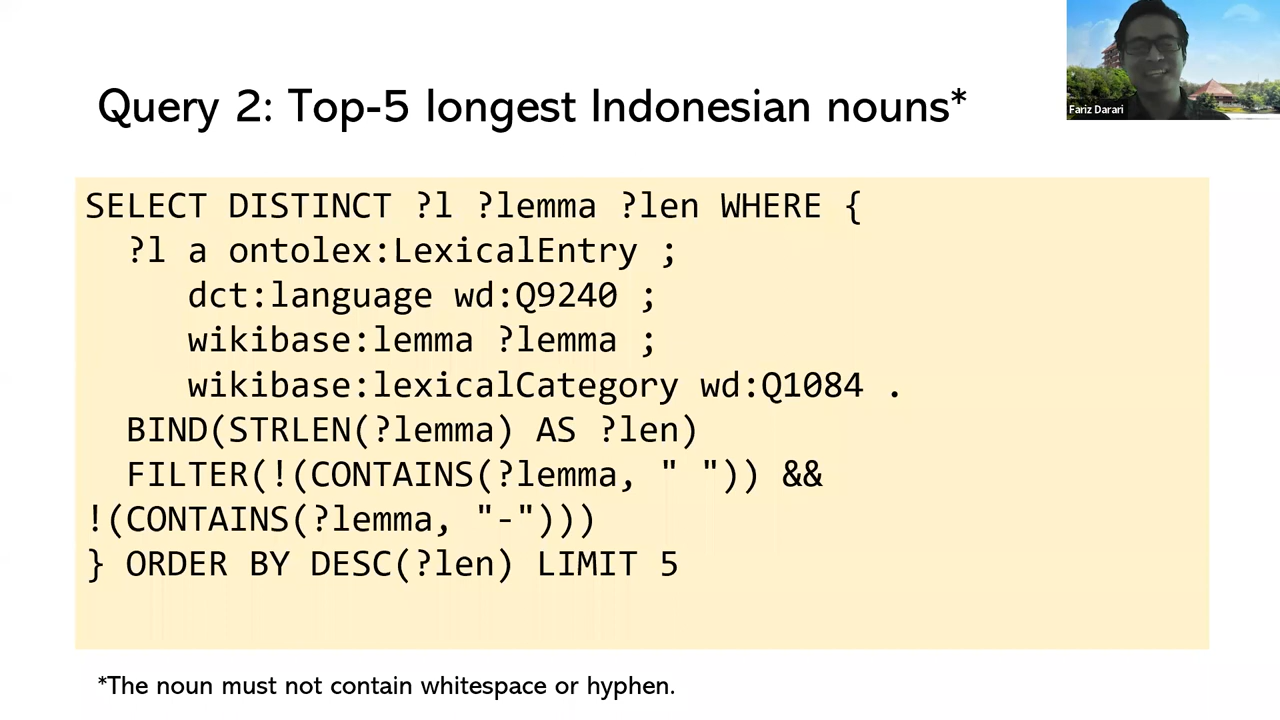 Fariz Darari
Query 2: Top-5 longest Indonesian nouns*
SELECT DISTINCT ?l ?lemma ?len WHERE {
?l a ontolex:LexicalEntry ;
dct:language wd:Q9240 ;
wikibase:lemma ?lemma ;
wikibase:lexicalCategory wd:Q1084 .
BIND(STRLEN(?lemma) AS ?len)
FILTER(!(CONTAINS(?lemma, " ")) &&
!(CONTAINS(?lemma, "-")))
} ORDER BY DESC(?len) LIMIT 5
*The noun must not contain whitespace or hyphen.